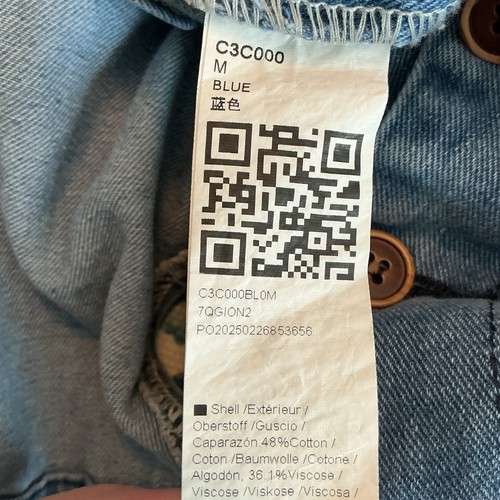 C3C000
M
BLUE
蓝色
C3C000BL0M
7QGION2
PO20250226853656
Shell /Extérieur /
Oberstoff /Guscio /
Caparazón.48%Cotton /
Coton /Baumwolle /Cotone /
Algodón, 36.1%Viscose /
Viscose /Viskose /Viscosa /